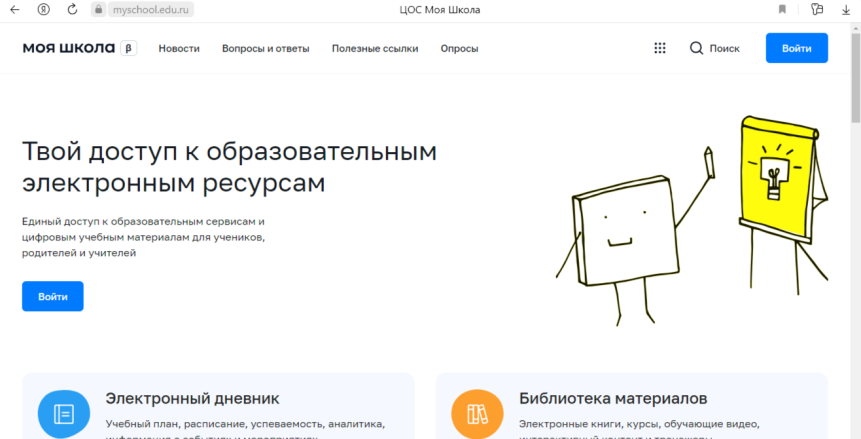 myschool.edu.ru
ЦОС Моя Школа
МОЯ ШКОЛА β
Новости
Вопросы и ответы
Полезные ссылки
Опросы
Поиск
Войти
Твой доступ к образовательным
электронным ресурсам
Единый доступ к образовательным сервисам и
цифровым учебным материалам для учеников,
родителей и учителей
Войти
Электронный дневник
Учебный план, расписание, успеваемость, аналитика,
Библиотека материалов
Электронные книги, курсы, обучающие видео,